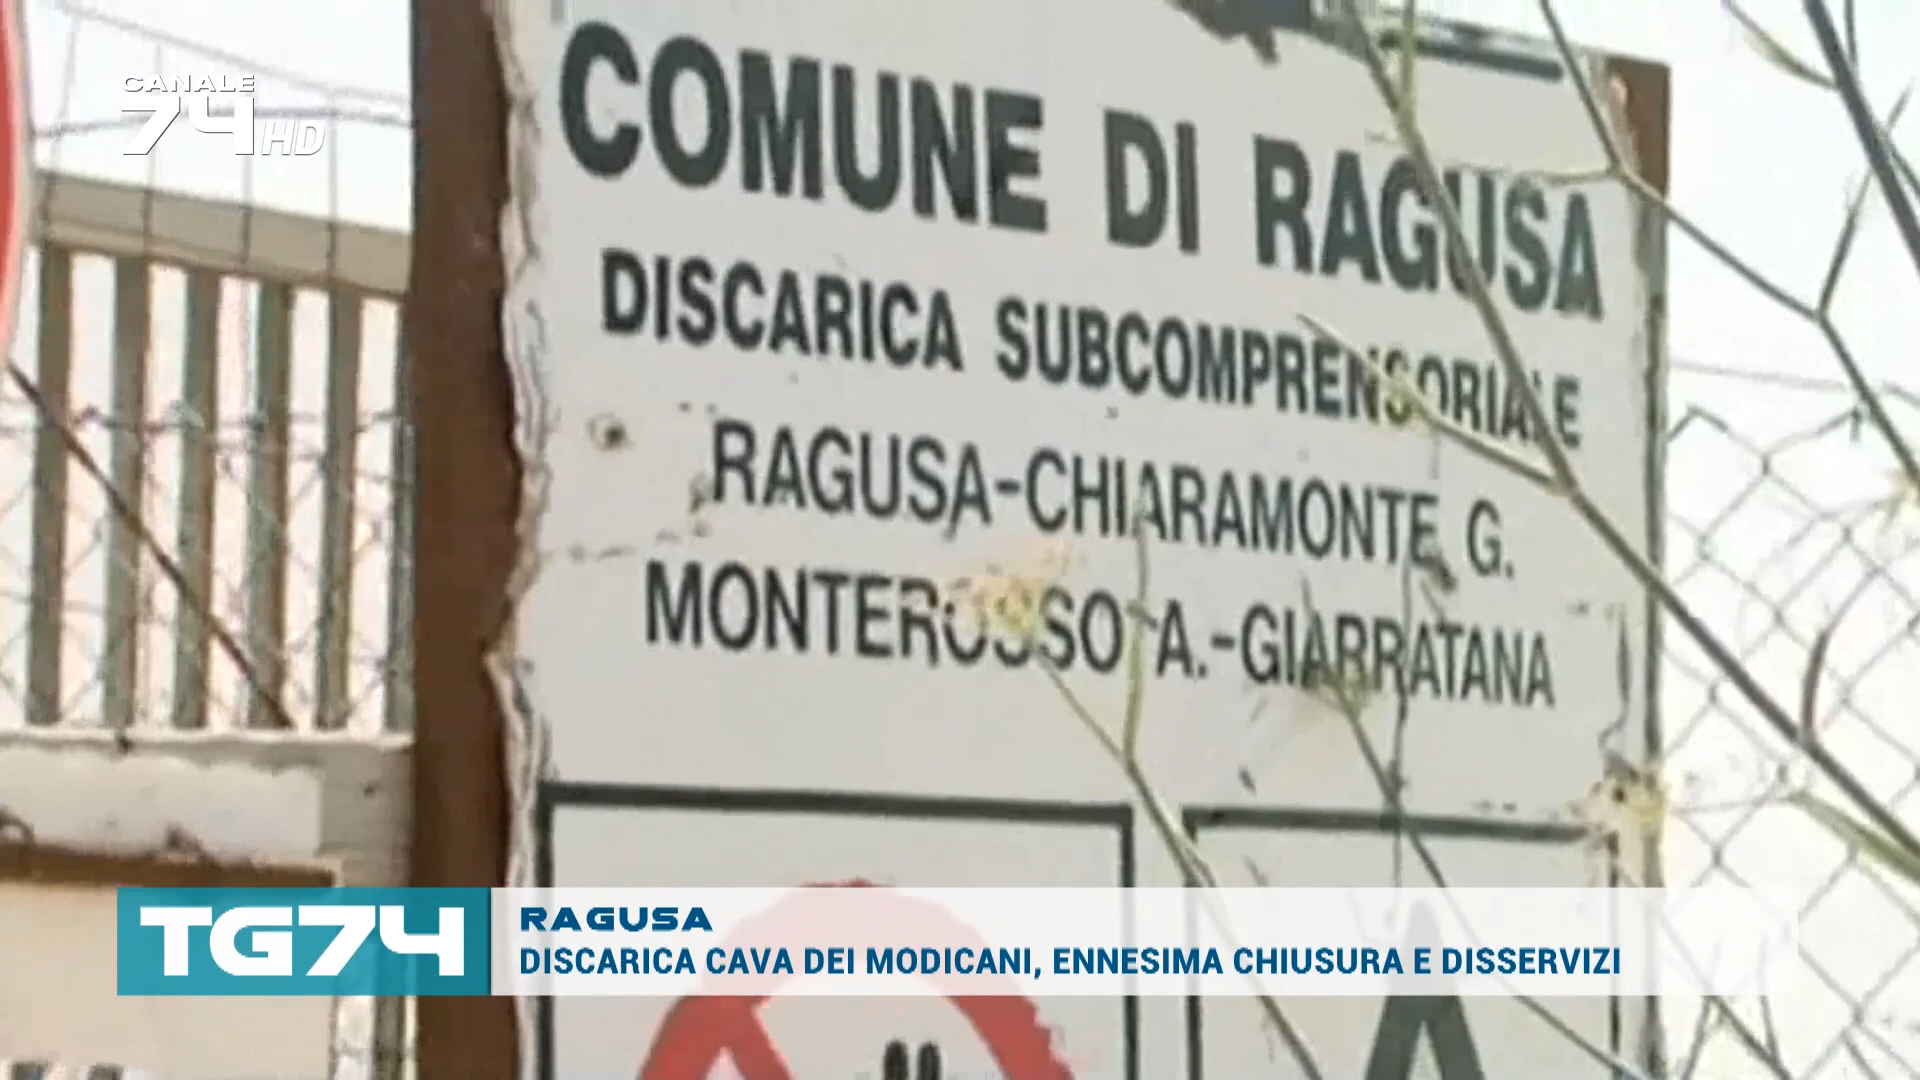 CANALE
74 HD
COMUNE DI RAGUSA
DISCARICA SUBCOMPRENSORIALE
RAGUSA-CHIARAMONTE G.
MONTEROSSO A.-GIARRATANA
TG74
RAGUSA
DISCARICA CAVA DEI MODICANI, ENNESIMA CHIUSURA E DISSERVIZI